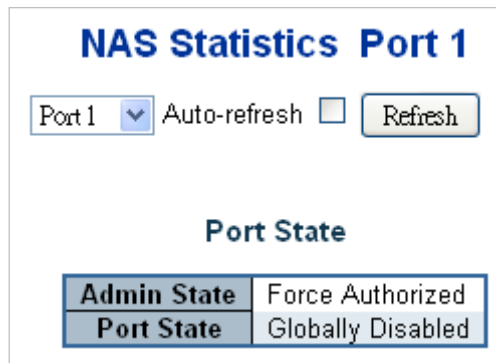 NAS Statistics Port 1
Port 1 Auto-refresh Refresh
Port State
Admin State Force Authorized
Port State Globally Disabled